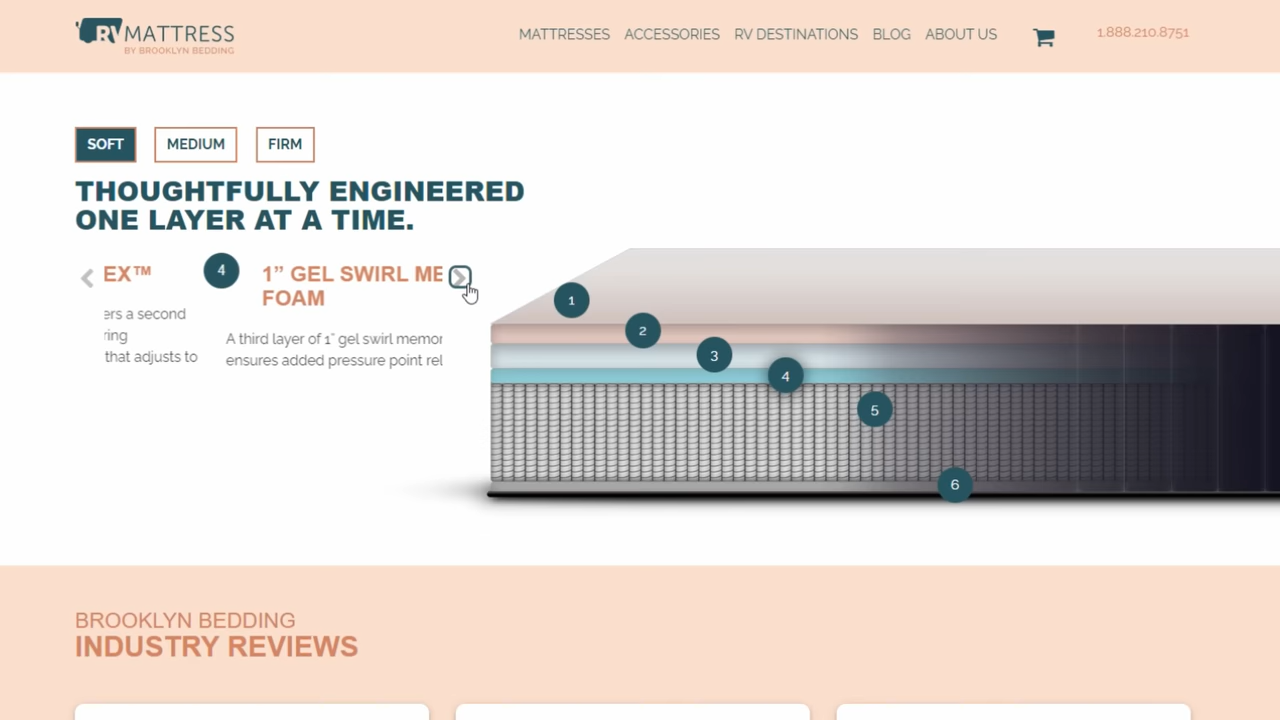 RVMATTRESS
BY BROOKLYN BEDDING
MATTRESSES ACCESSORIES RV DESTINATIONS BLOG ABOUT US
1.888.210.8751
SOFT MEDIUM FIRM
THOUGHTFULLY ENGINEERED
ONE LAYER AT A TIME.
EX™
ers a second
ring
that adjusts to
4
1” GEL SWIRL ME
FOAM
A third layer of 1” gel swirl memor
ensures added pressure point rel
1
2
3
4
5
6
BROOKLYN BEDDING
INDUSTRY REVIEWS